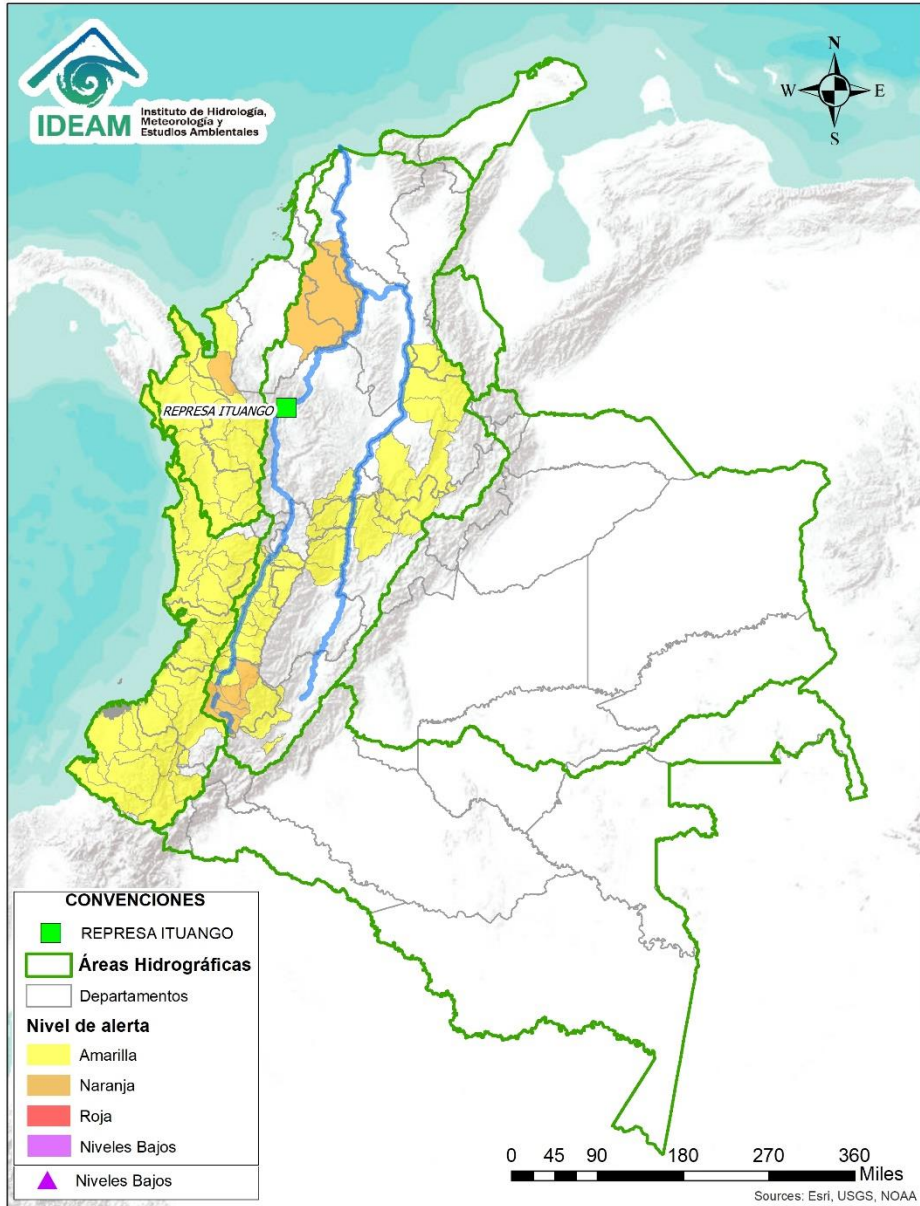 IDEAM
Instituto de Hidrología,
Meteorología y
Estudios Ambientales
N
W E
S
REPRESA ITUANGO
CONVENCIONES
REPRESA ITUANGO
Áreas Hidrográficas
Departamentos
Nivel de alerta
Amarilla
Naranja
Roja
Niveles Bajos
Niveles Bajos
0 45 90 180 270 360
Miles
Sources: Esri, USGS, NOAA